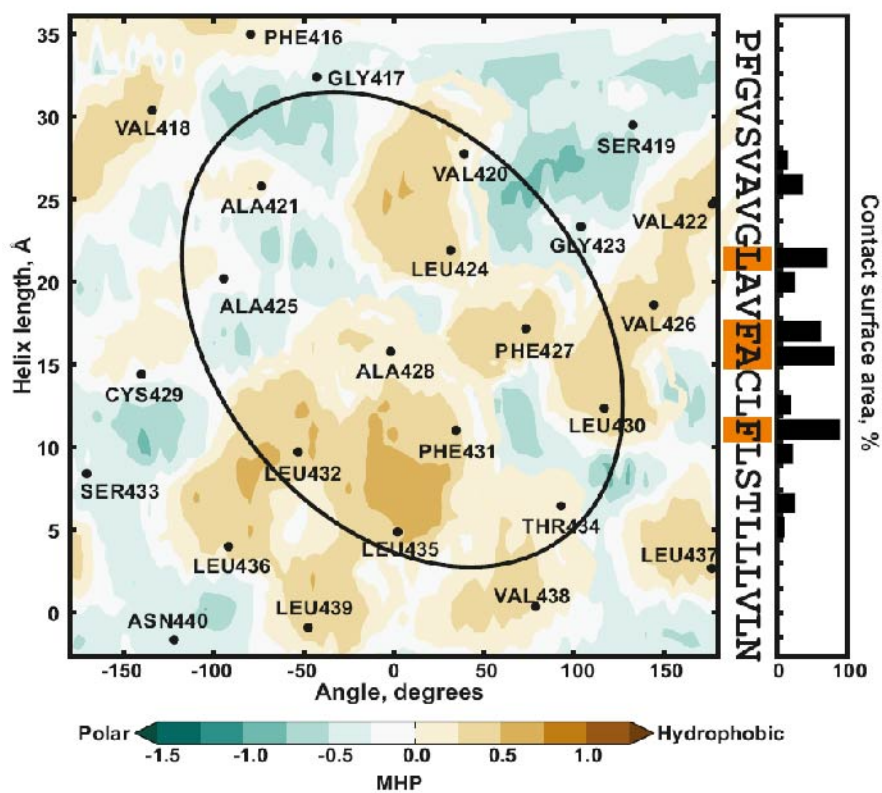 35
PHE416
GLY417
30
VAL418
SER419
VAL420
ALA421
25
VAL422
GLY423
LEU424
20
ALA425
VAL426
PHE427
15
ALA428
CYS429
LEU430
10
PHE431
LEU432
SER433
5
THR434
LEU435
LEU436
LEU437
VAL438
0
LEU439
ASN440
Helix length, Å
-150
-100
-50
0
50
100
150
Angle, degrees
PFGVSVAVGLAVFACLFLSTLLLVLN
0
100
Contact surface area, %
Polar
Hydrophobic
-1.5
-1.0
-0.5
0.0
0.5
1.0
MHP